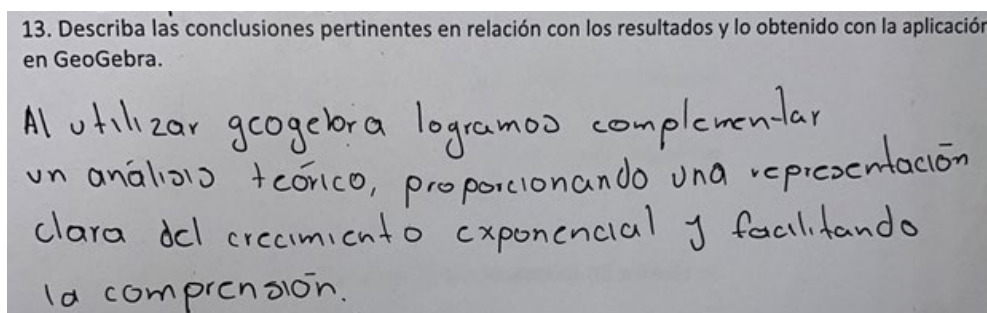 13. Describa las conclusiones pertinentes en relación con los resultados y lo obtenido con la aplicación
en GeoGebra.
Al utilizar geogebra logramos complementar
un análisis teórico, proporcionando una representación
clara del crecimiento exponencial y facilitando
la comprensión.